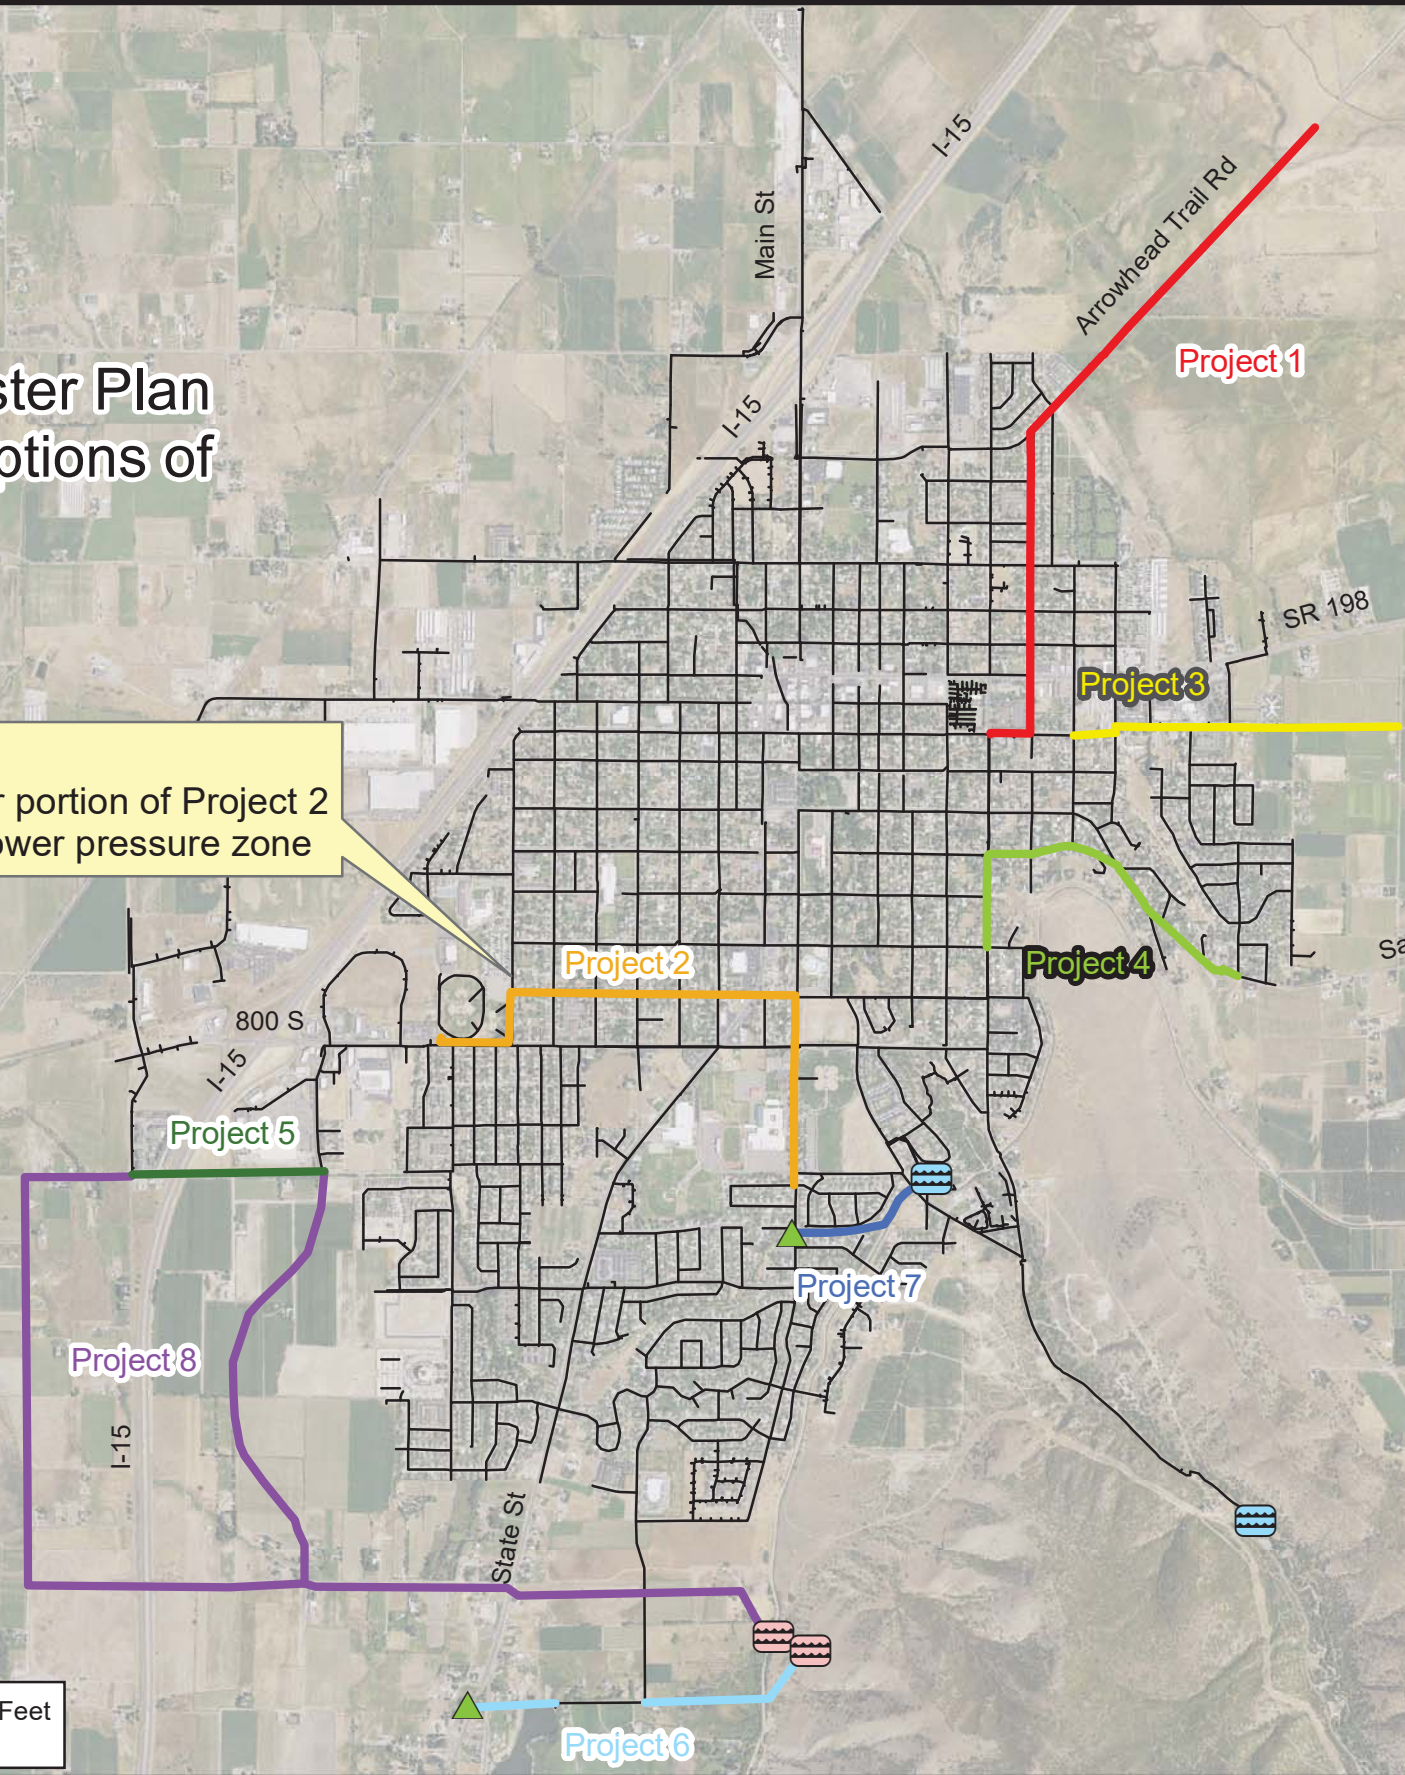 I-15
Main St
Arrowhead Trail Rd
Project 1
ster Plan
I-15
ptions of
SR 198
Project 3
r portion of Project 2
ower pressure zone
Project 2
Project 4
Sa
800 S
I-15
Project 5
Project 7
Project 8
I-15
State St
Feet
Project 6